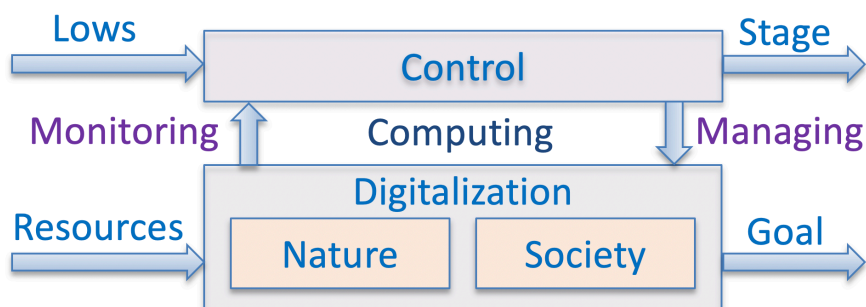 Lows
Control
Stage
Monitoring
Computing
Managing
Digitalization
Resources
Nature
Society
Goal